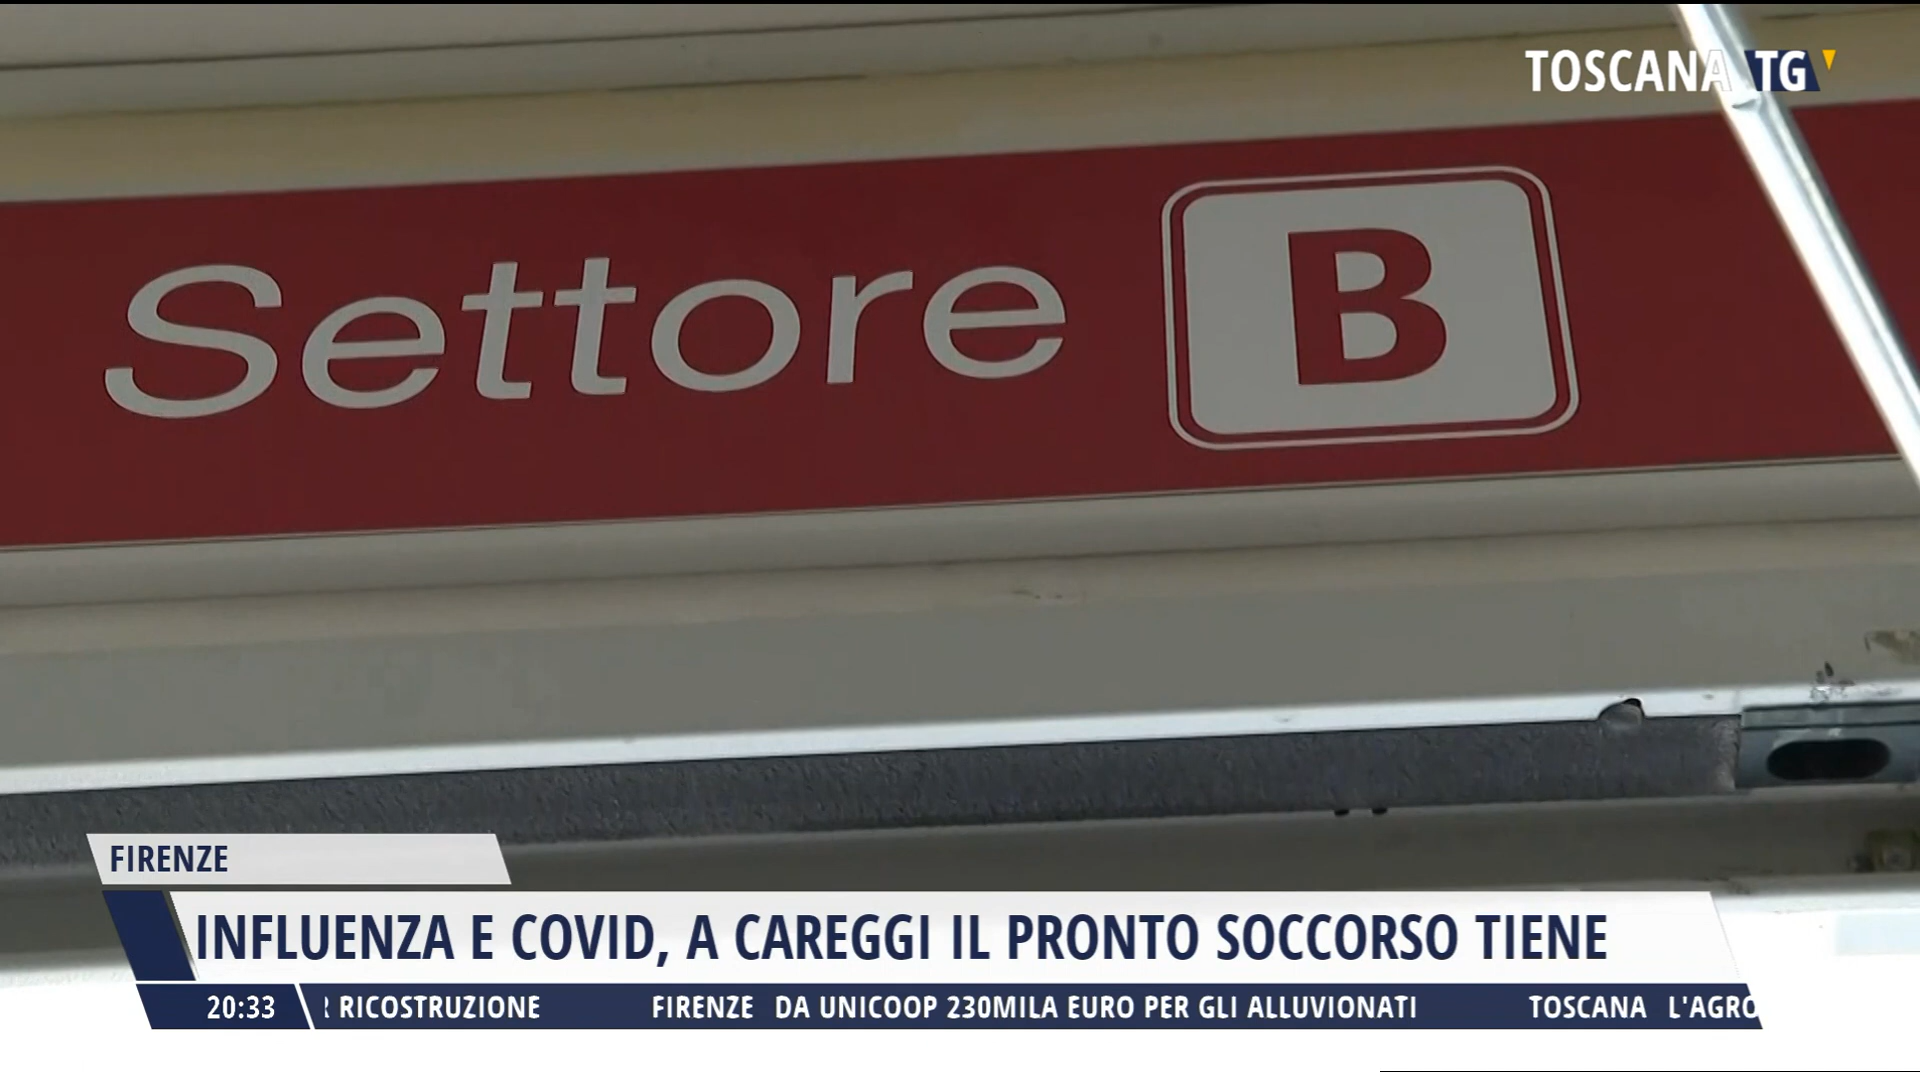 TOSCANA TG
Settore B
FIRENZE
INFLUENZA E COVID, A CAREGGI IL PRONTO SOCCORSO TIENE
20:33 RICOSTRUZIONE FIRENZE DA UNICOOP 230MILA EURO PER GLI ALLUVIONATI TOSCANA L'AGRO